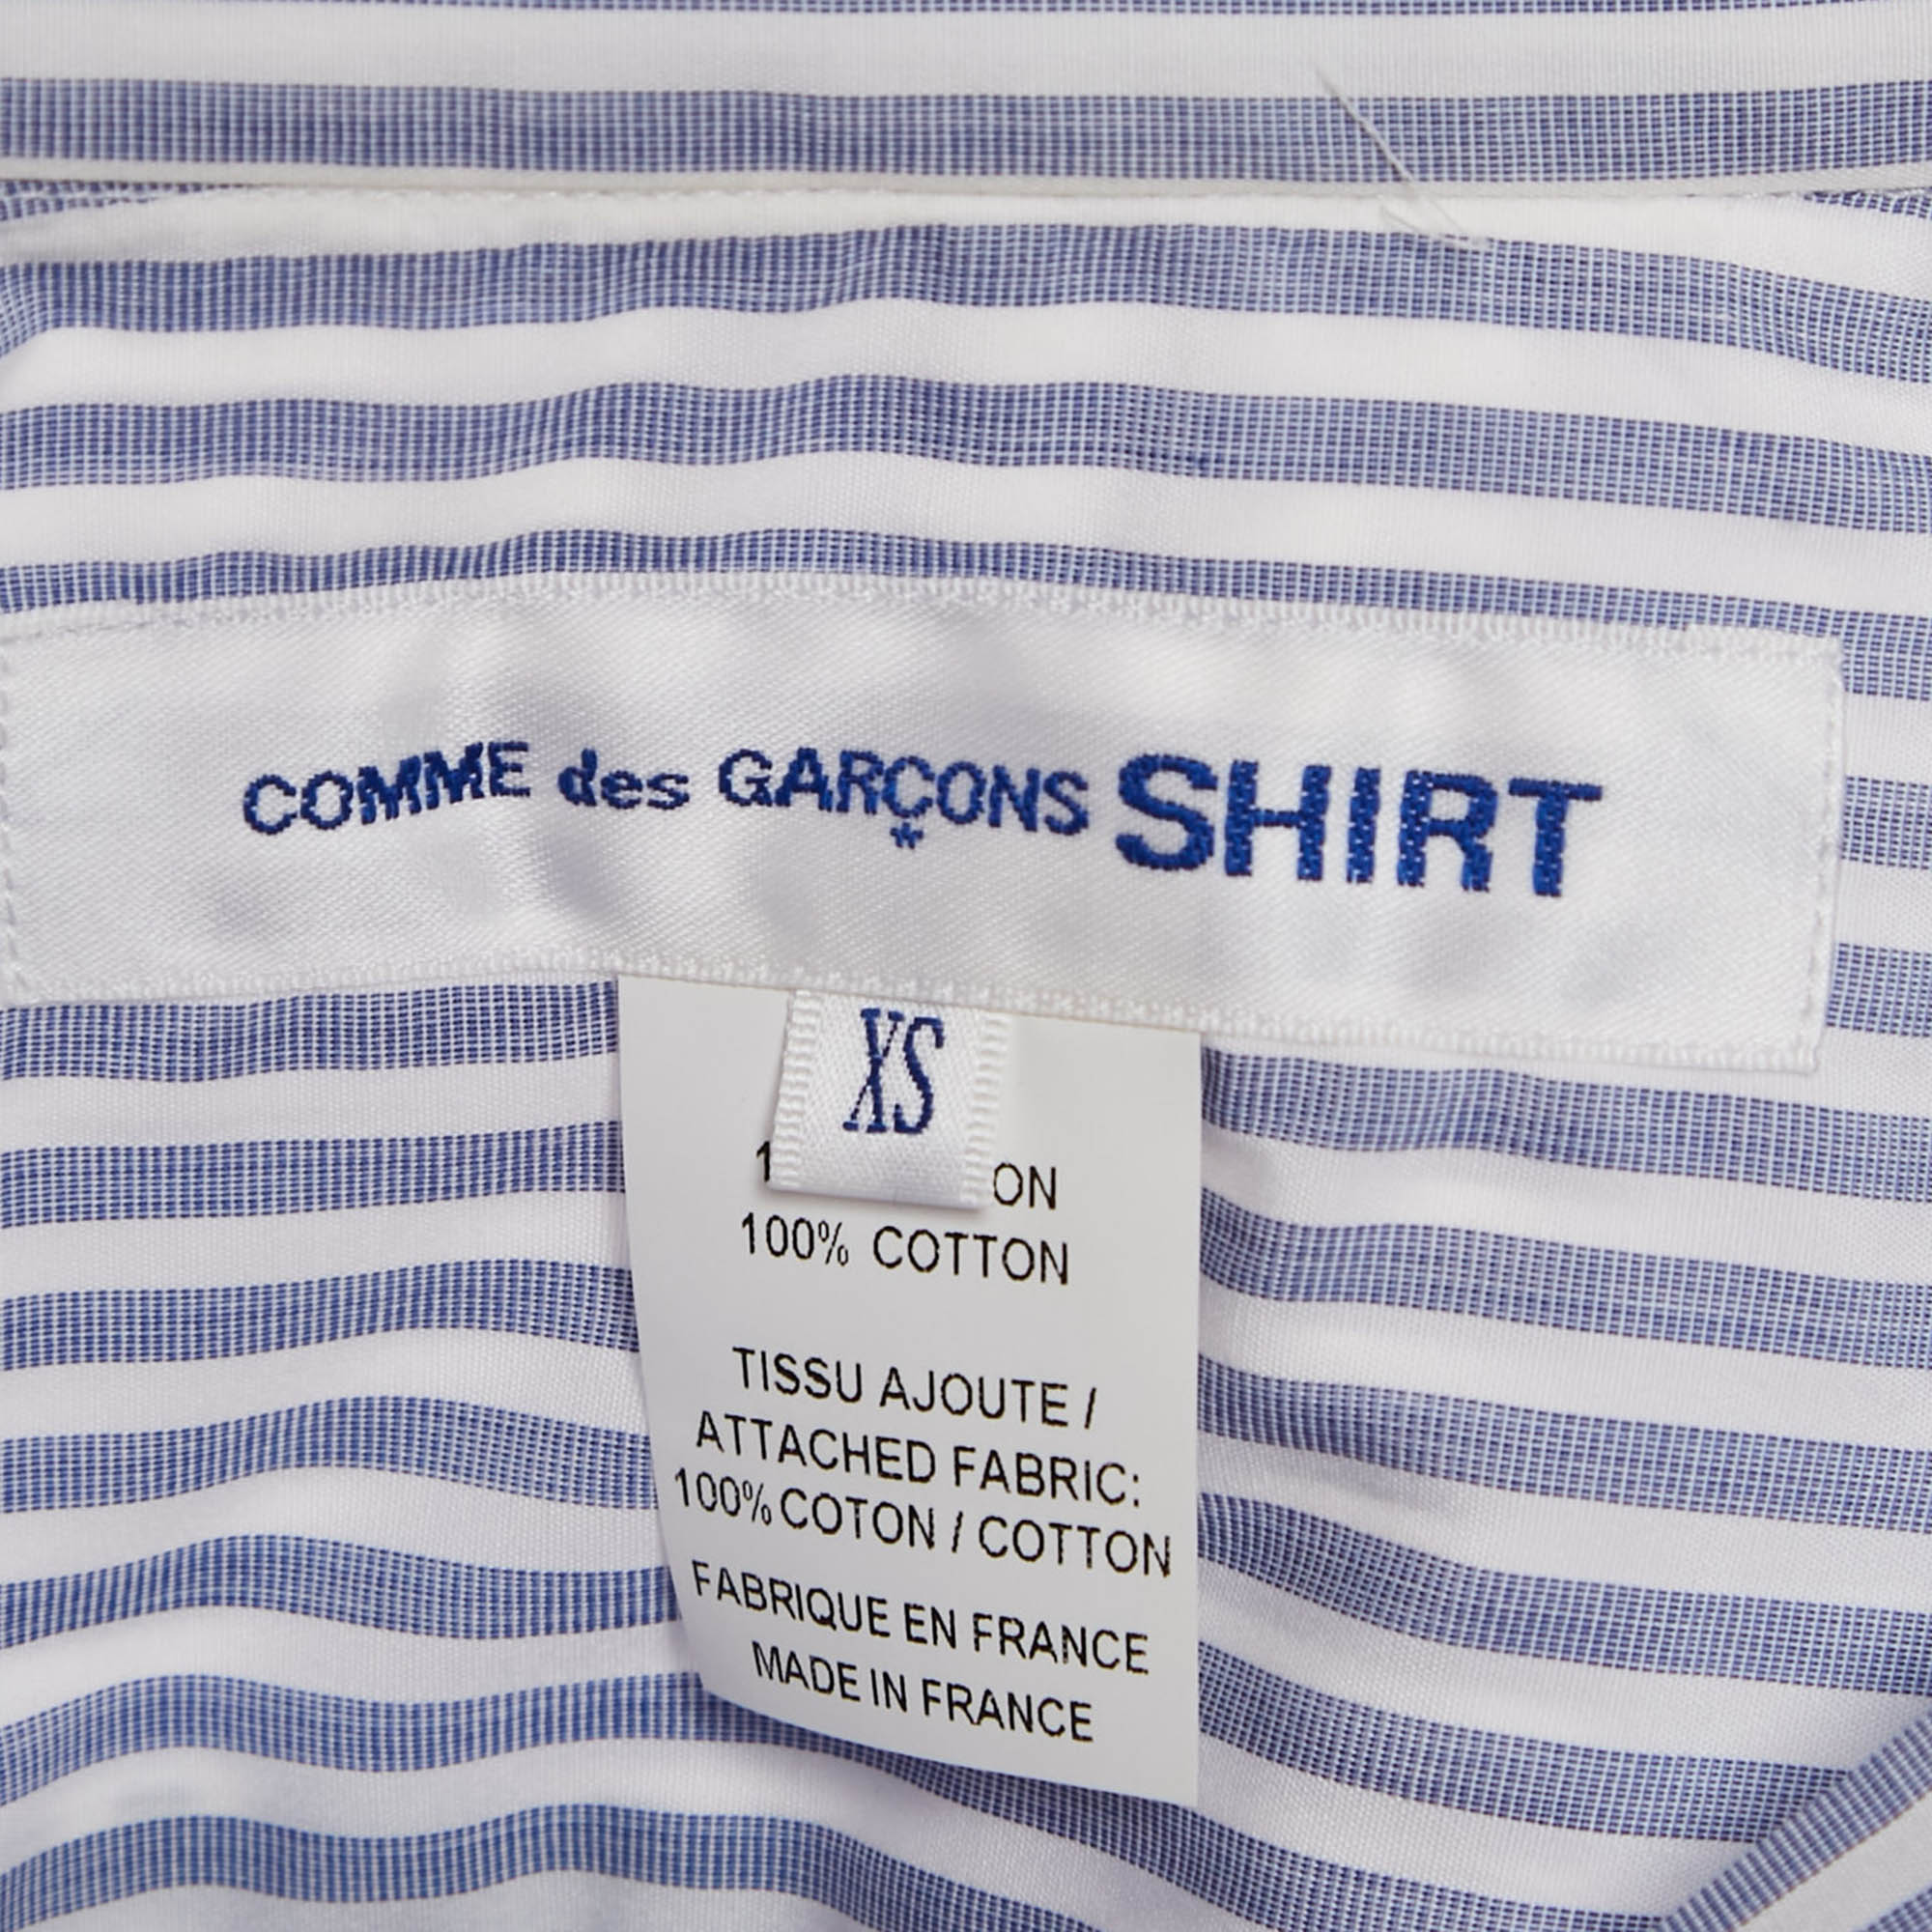 COMME des GARÇONS SHIRT
XS
100% COTTON
TISSU AJOUTE /
ATTACHED FABRIC:
100% COTON / COTTON
FABRIQUE EN FRANCE
MADE IN FRANCE